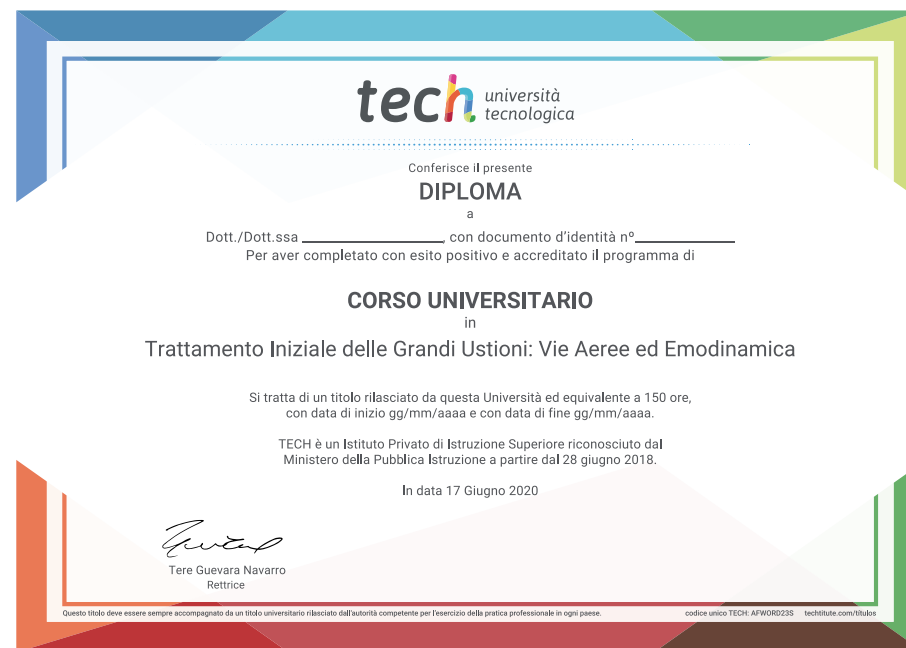 tech università
tecnologica
Conferisce il presente
DIPLOMA
a
Dott./Dott.ssa ____________________, con documento d'identità nº______________
Per aver completato con esito positivo e accreditato il programma di
CORSO UNIVERSITARIO
in
Trattamento Iniziale delle Grandi Ustioni: Vie Aeree ed Emodinamica
Si tratta di un titolo rilasciato da questa Università ed equivalente a 150 ore,
con data di inizio gg/mm/aaaa e con data di fine gg/mm/aaaa.
TECH è un Istituto Privato di Istruzione Superiore riconosciuto dal
Ministero della Pubblica Istruzione a partire dal 28 giugno 2018.
In data 17 Giugno 2020
Tere Guevara Navarro
Rettrice
Questo titolo deve essere sempre accompagnato da un titolo universitario rilasciato dall'autorità competente per l'esercizio della pratica professionale in ogni paese. codice unico TECH: AFWORD23S techtitute.com/títulos